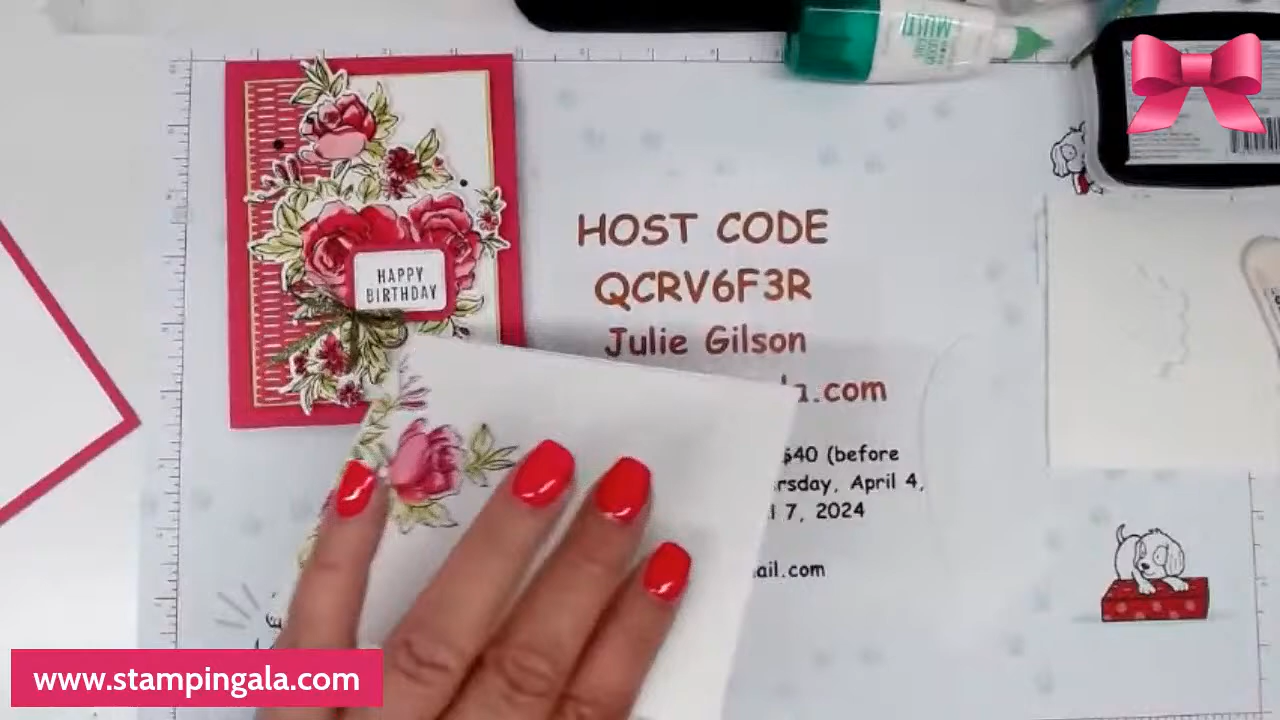 HOST CODE
QCRV6F3R
Julie Gilson
a.com
$40 (before
rsday, April 4,
7, 2024
ail.com
HAPPY
BIRTHDAY
www.stampingala.com